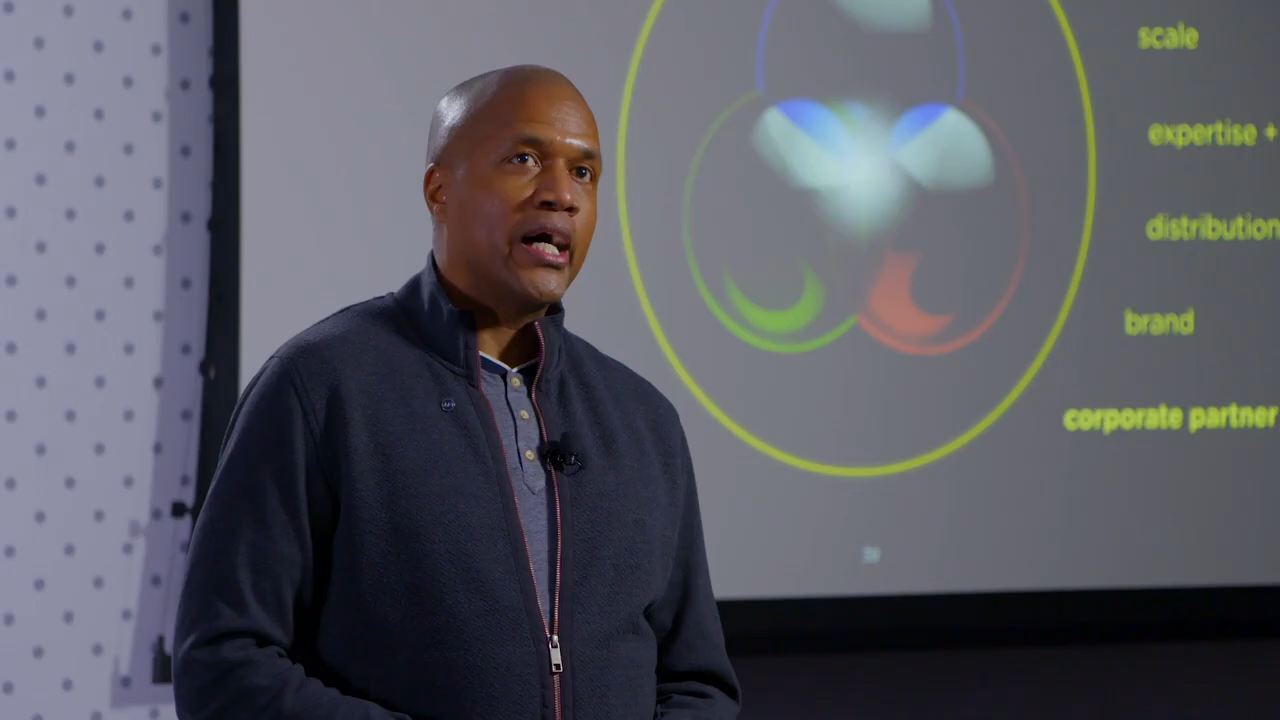 scale
expertise +
distribution
brand
corporate partner